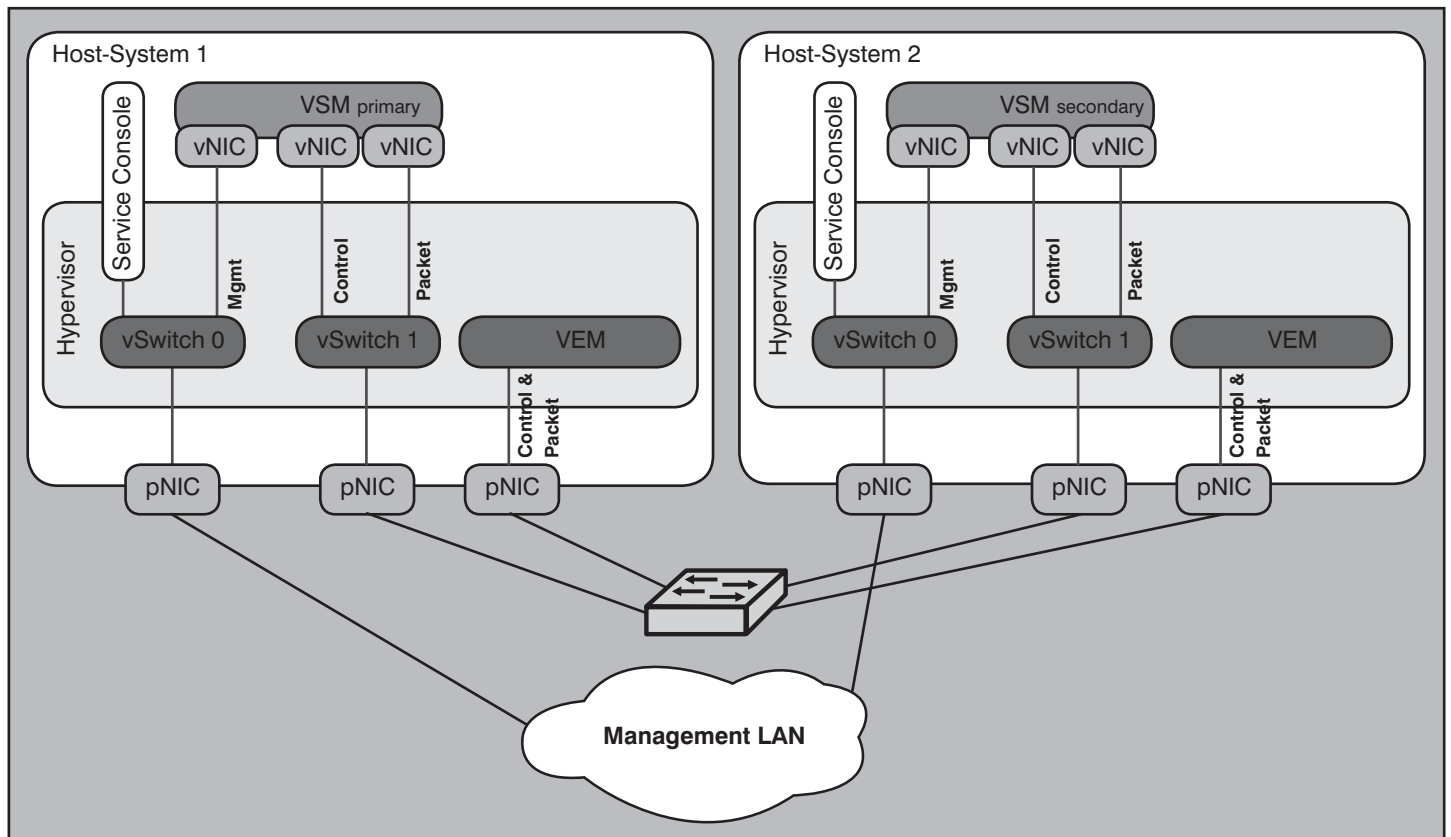 Host-System 1
VSM primary
vNIC
vNIC
vNIC
Service Console
Hypervisor
Mgmt
Control
Packet
vSwitch 0
vSwitch 1
VEM
Control &
Packet
pNIC
pNIC
pNIC
Host-System 2
VSM secondary
vNIC
vNIC
vNIC
Service Console
Hypervisor
Mgmt
Control
Packet
vSwitch 0
vSwitch 1
VEM
Control &
Packet
pNIC
pNIC
pNIC
Management LAN